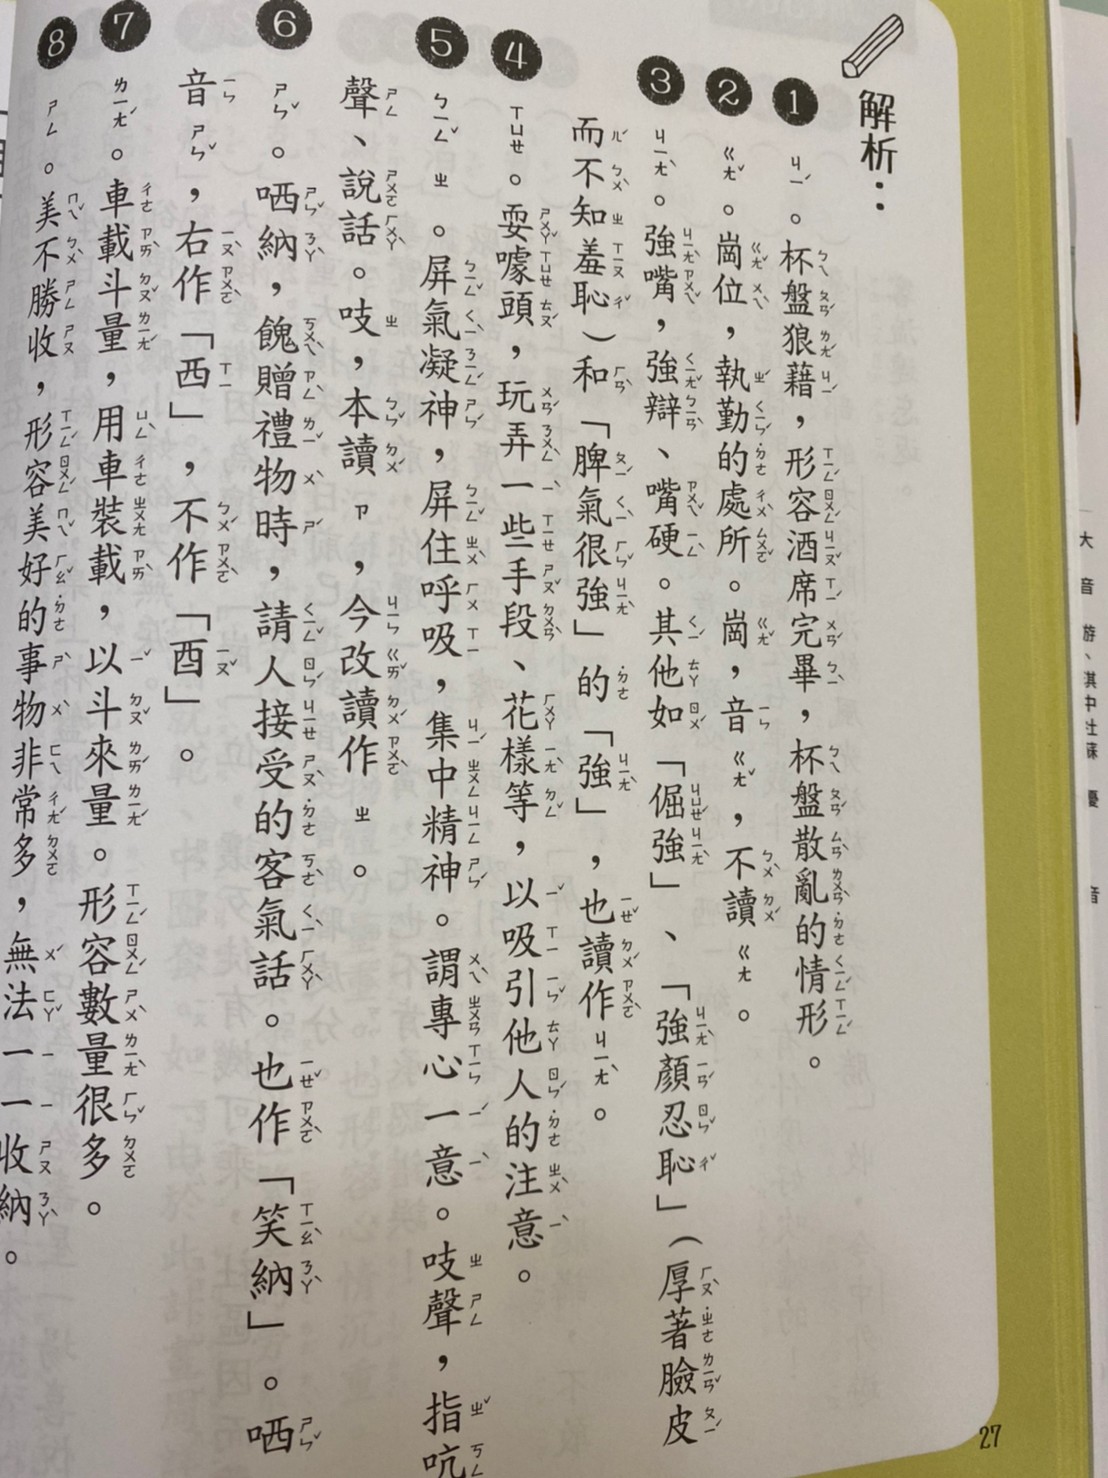 解析：
1 ㄐㄧˊ。杯盤狼藉，形容酒席完畢，杯盤散亂的情形。
2 ㄍㄤˇ。崗位，執勤的處所。崗，音ㄍㄤˇ，不讀ㄍㄤ。
3 ㄐㄧㄤˋ。強嘴，強辯、嘴硬。其他如「倔強」、「強顏忍恥」（厚著臉皮
而不知羞恥）和「脾氣很強」的「強」，也讀作ㄐㄧㄤˋ。
4 ㄒㄩㄝ。耍噱頭，玩弄一些手段、花樣等，以吸引他人的注意。
5 ㄅㄧㄥˇ ㄓ。屏氣凝神，屏住呼吸，集中精神。謂專心一意。吱聲，指吭
聲、說話。吱，本讀ㄗ，今改讀作ㄓ。
6 ㄕㄣˇ。哂納，餽贈禮物時，請人接受的客氣話。也作「笑納」。哂
音ㄕㄣˇ，右作「西」，不作「酉」。
7 ㄌㄧㄤˊ。車載斗量，用車裝載，以斗來量。形容數量很多。
8 ㄕㄥ。美不勝收，形容美好的事物非常多，無法一一收納。
27